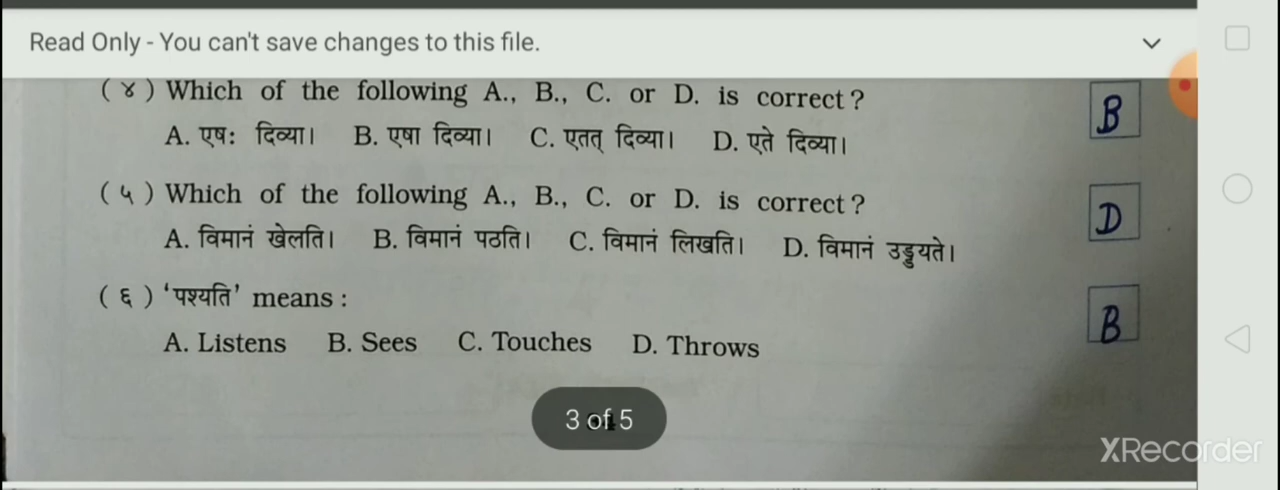 Read Only - You can't save changes to this file.
( ४ ) Which of the following A., B., C. or D. is correct ? B
A. एषः दिव्या। B. एषा दिव्या। C. एतत् दिव्या। D. एते दिव्या।
( ५ ) Which of the following A., B., C. or D. is correct ? D
A. विमानं खेलति। B. विमानं पठति। C. विमानं लिखति। D. विमानं उड्डयते।
( ६ ) 'पश्यति' means : B
A. Listens B. Sees C. Touches D. Throws
3 of 5
XRecorder